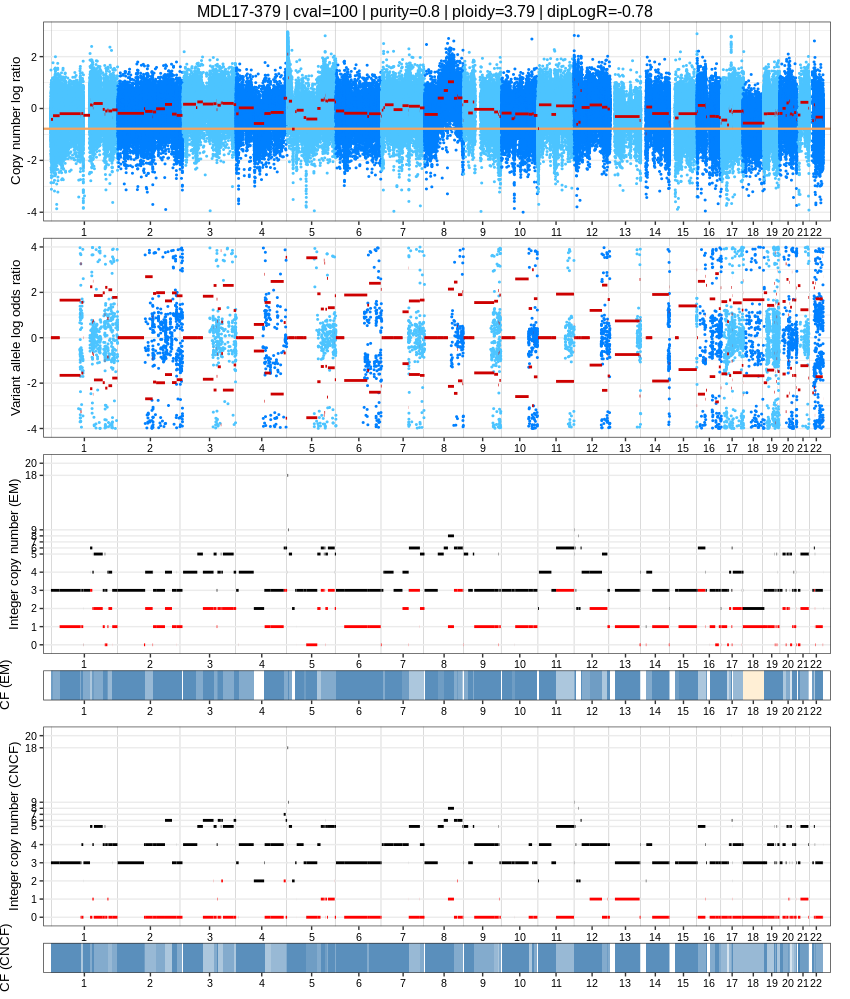 MDL17-379 | cval=100 | purity=0.8 | ploidy=3.79 | dipLogR=-0.78
Copy number log ratio
2
0
-2
-4
1 2 3 4 5 6 7 8 9 10 11 12 13 14 15 16 17 18 19 20 21 22
Variant allele log odds ratio
4
2
0
-2
-4
1 2 3 4 5 6 7 8 9 10 11 12 13 14 15 16 17 18 19 20 21 22
Integer copy number (EM)
20
18
9
8
7
6
5
4
3
2
1
0
1 2 3 4 5 6 7 8 9 10 11 12 13 14 15 16 17 18 19 20 21 22
CF (EM)
1 2 3 4 5 6 7 8 9 10 11 12 13 14 15 16 17 18 19 20 21 22
Integer copy number (CNCF)
20
18
9
8
7
6
5
4
3
2
1
0
1 2 3 4 5 6 7 8 9 10 11 12 13 14 15 16 17 18 19 20 21 22
CF (CNCF)
1 2 3 4 5 6 7 8 9 10 11 12 13 14 15 16 17 18 19 20 21 22